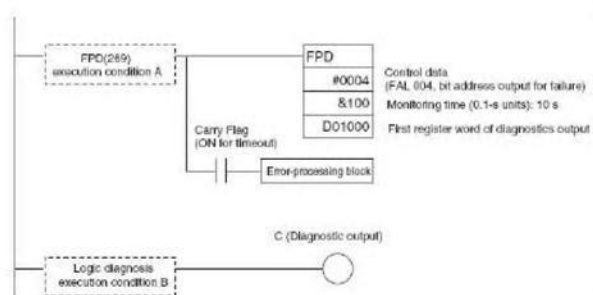 FPD(269)
execution condition A
FPD
#0004
Control data
(FAL 004, bit address output for failure)
&100
Monitoring time (0.1-s units): 10 s
D01000
First register word of diagnostics output
Carry Flag
(ON for timeout)
Error-processing block
C (Diagnostic output)
Logic diagnosis
execution condition B